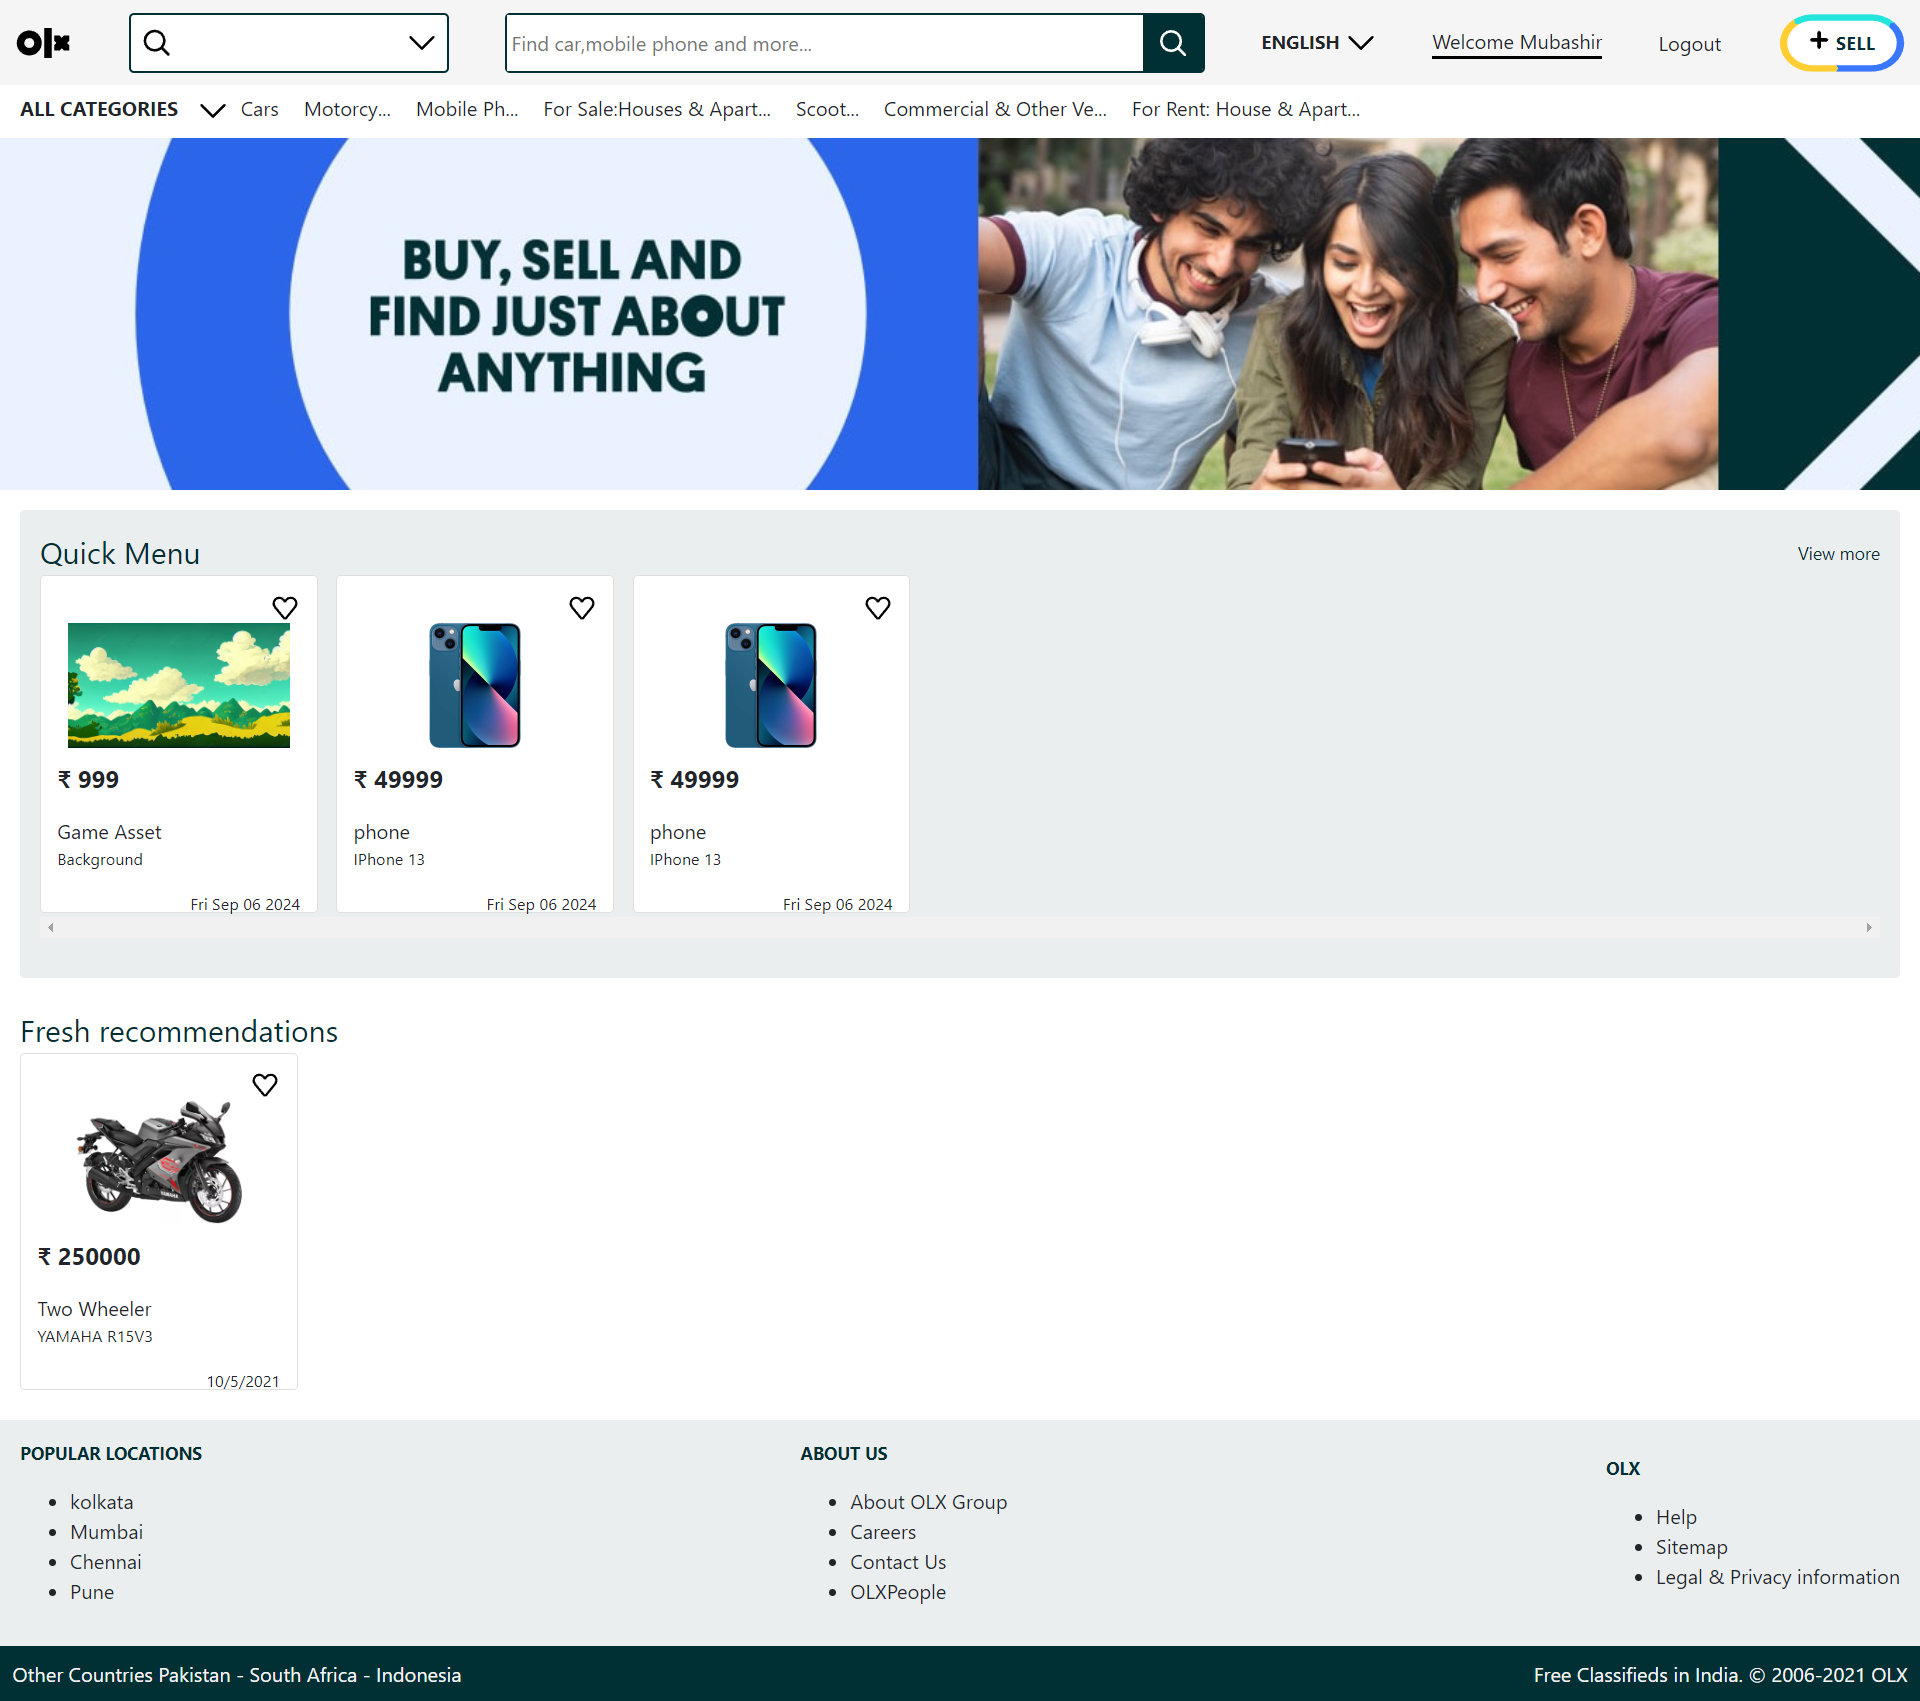 olx
Find car,mobile phone and more...
ENGLISH
Welcome Mubashir
Logout
+ SELL
ALL CATEGORIES
Cars
Motorcy...
Mobile Ph...
For Sale:Houses & Apart...
Scoot...
Commercial & Other Ve...
For Rent: House & Apart...
BUY, SELL AND
FIND JUST ABOUT
ANYTHING
Quick Menu
View more
₹ 999
Game Asset
Background
Fri Sep 06 2024
₹ 49999
phone
IPhone 13
Fri Sep 06 2024
₹ 49999
phone
IPhone 13
Fri Sep 06 2024
Fresh recommendations
₹ 250000
Two Wheeler
YAMAHA R15V3
10/5/2021
POPULAR LOCATIONS
kolkata
Mumbai
Chennai
Pune
ABOUT US
About OLX Group
Careers
Contact Us
OLXPeople
OLX
Help
Sitemap
Legal & Privacy information
Other Countries Pakistan - South Africa - Indonesia
Free Classifieds in India. © 2006-2021 OLX